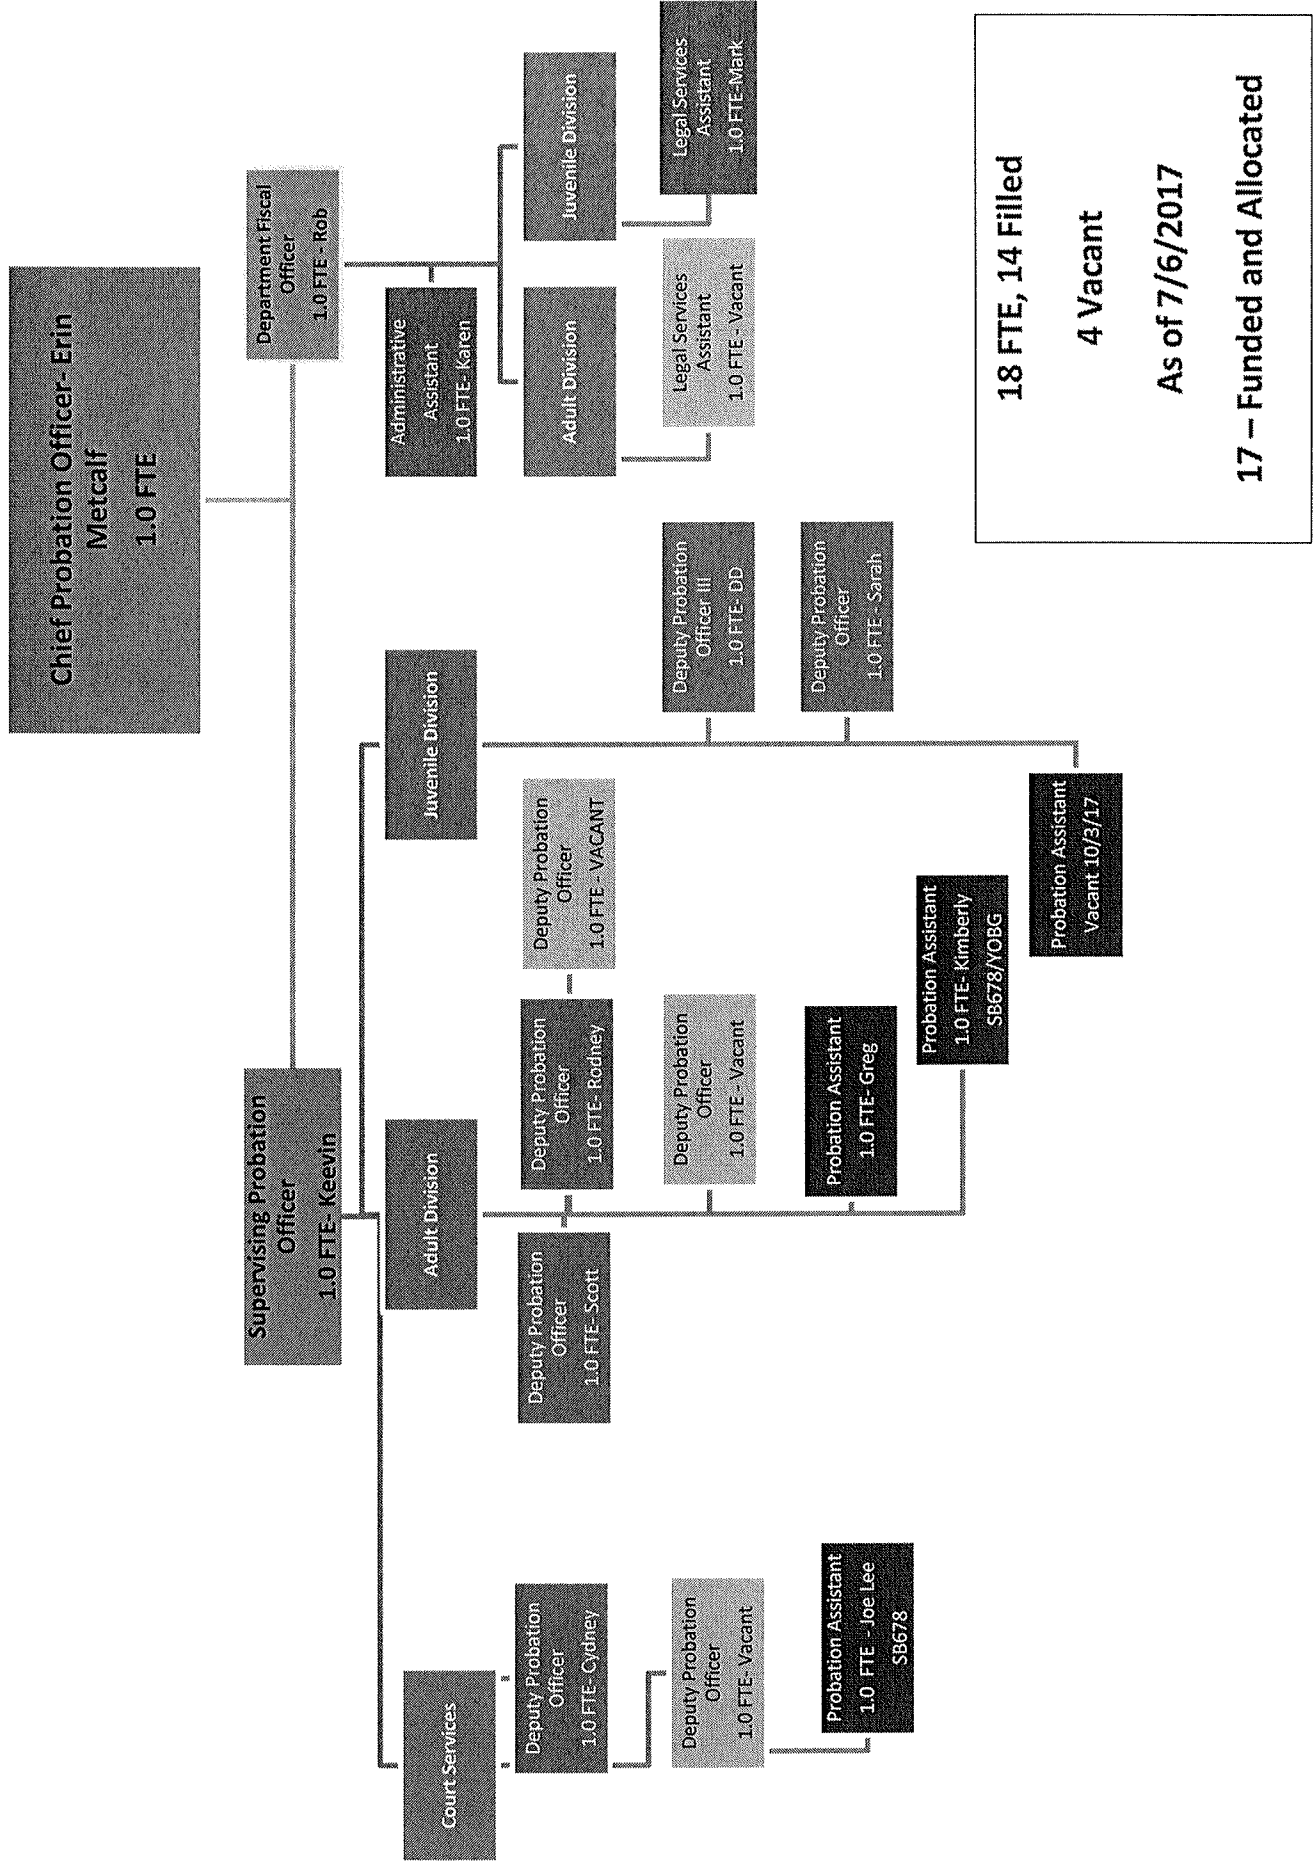 Chief Probation Officer- Erin
Metcalf
1.0 FTE
Supervising Probation
Officer
1.0 FTE- Keevin
Department Fiscal
Officer
1.0 FTE - Rob
Court Services
Adult Division
Juvenile Division
Administrative
Assistant
1.0 FTE- Karen
Deputy Probation
Officer
1.0 FTE- Cydney
Deputy Probation
Officer
1.0 FTE- Scott
Deputy Probation
Officer
1.0 FTE- Rodney
Deputy Probation
Officer
1.0 FTE - VACANT
Adult Division
Juvenile Division
Deputy Probation
Officer
1.0 FTE- Vacant
Deputy Probation
Officer
1.0 FTE - Vacant
Deputy Probation
Officer III
1.0 FTE- DD
Legal Services
Assistant
1.0 FTE - Vacant
Legal Services
Assistant
1.0 FTE-Mark
Probation Assistant
1.0 FTE - Joe Lee
SB678
Probation Assistant
1.0 FTE- Greg
Deputy Probation
Officer
1.0 FTE - Sarah
Probation Assistant
1.0 FTE- Kimberly
SB678/YOBG
Probation Assistant
Vacant 10/3/17
18 FTE, 14 Filled
4 Vacant
As of 7/6/2017
17 – Funded and Allocated